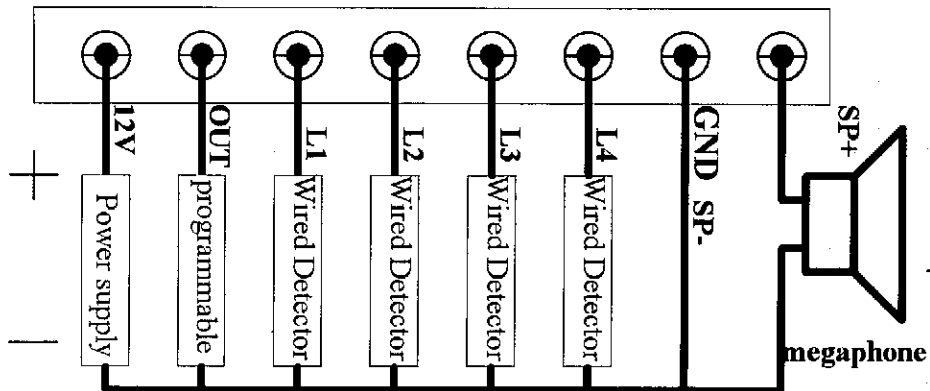 12V
OUT
L1
L2
L3
L4
GND SP-
SP+
+
Power supply
programmable
Wired Detector
Wired Detector
Wired Detector
Wired Detector
—
megaphone